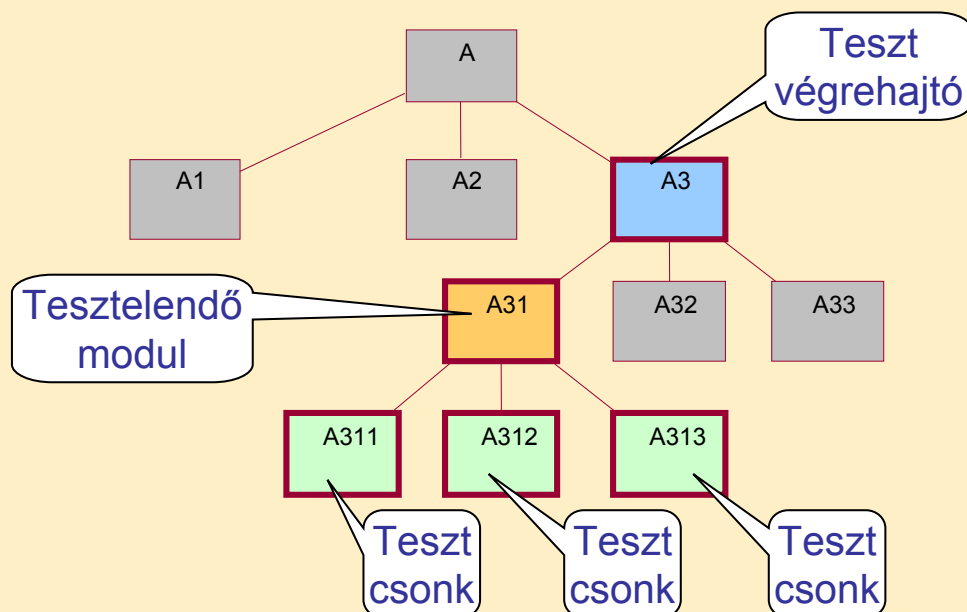 A
Teszt
végrehajtó
A1
A2
A3
Tesztelendő
modul
A31
A32
A33
A311
A312
A313
Teszt
csonk
Teszt
csonk
Teszt
csonk